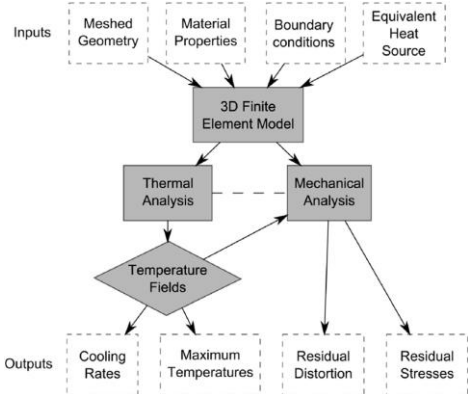 Inputs
Meshed
Geometry
Material
Properties
Boundary
conditions
Equivalent
Heat
Source
3D Finite
Element Model
Thermal
Analysis
Mechanical
Analysis
Temperature
Fields
Outputs
Cooling
Rates
Maximum
Temperatures
Residual
Distortion
Residual
Stresses